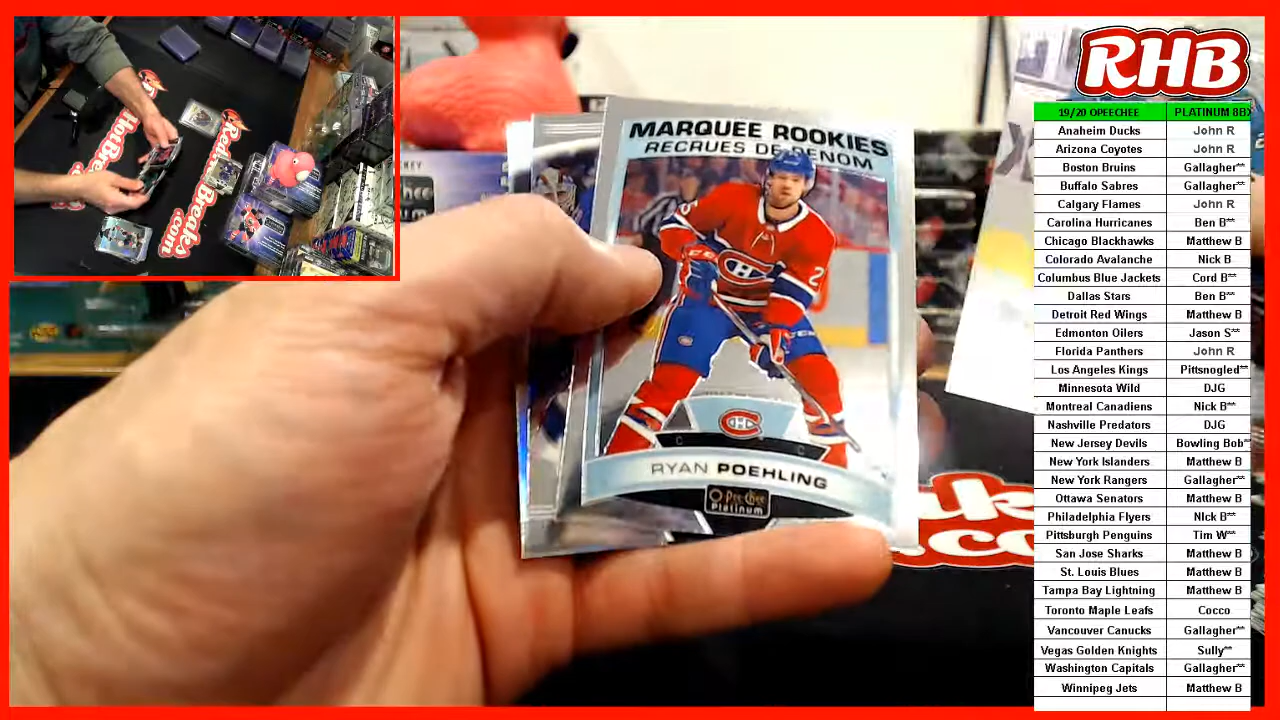 RHB
19/20 OPEECHEE PLATINUM 8BX
Anaheim Ducks John R
Arizona Coyotes John R
Boston Bruins Gallagher**
Buffalo Sabres Gallagher**
Calgary Flames John R
Carolina Hurricanes Ben B**
Chicago Blackhawks Matthew B
Colorado Avalanche Nick B
Columbus Blue Jackets Cord B**
Dallas Stars Ben B**
Detroit Red Wings Matthew B
Edmonton Oilers Jason S**
Florida Panthers John R
Los Angeles Kings Pittsnogled**
Minnesota Wild DJG
Montreal Canadiens Nick B**
Nashville Predators DJG
New Jersey Devils Bowling Bob**
New York Islanders Matthew B
New York Rangers Gallagher**
Ottawa Senators Matthew B
Philadelphia Flyers NIck B**
Pittsburgh Penguins Tim W**
San Jose Sharks Matthew B
St. Louis Blues Matthew B
Tampa Bay Lightning Matthew B
Toronto Maple Leafs Cocco
Vancouver Canucks Gallagher**
Vegas Golden Knights Sully**
Washington Capitals Gallagher**
Winnipeg Jets Matthew B
MARQUEE ROOKIES
RECRUES DE RENOM
25
RYAN POEHLING
O-Pee-Chee
Platinum